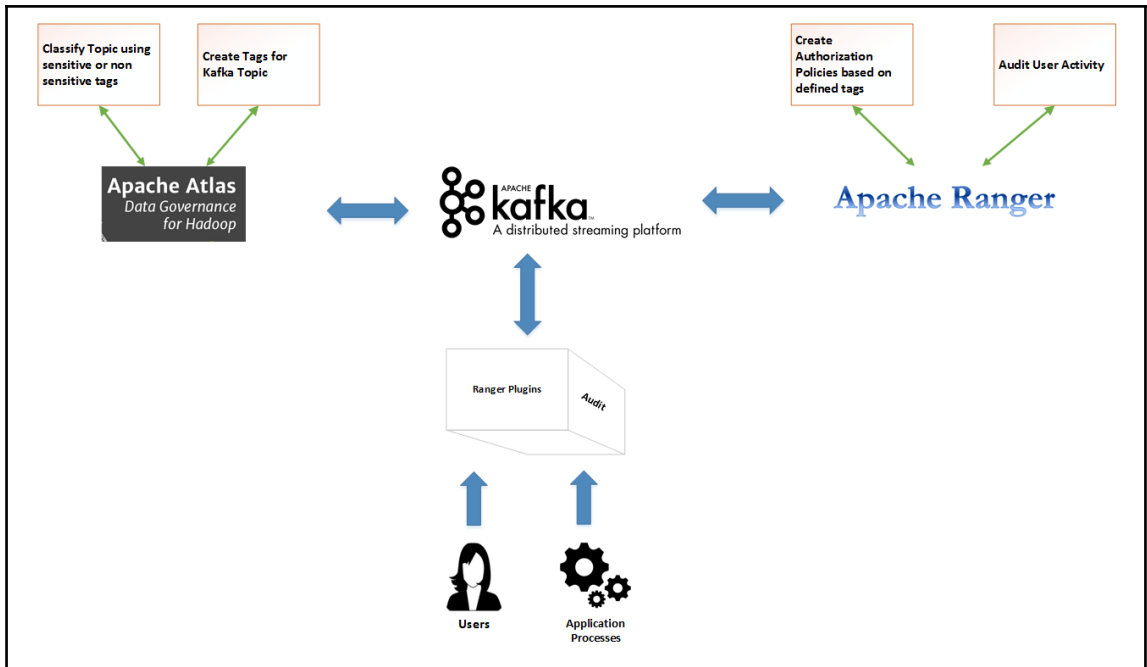 Classify Topic using
sensitive or non
sensitive tags
Create Tags for
Kafka Topic
Create
Authorization
Policies based on
defined tags
Audit User Activity
Apache Atlas
Data Governance
for Hadoop
APACHE
kafka™
A distributed streaming platform
Apache Ranger
Ranger Plugins
Audit
Users
Application
Processes